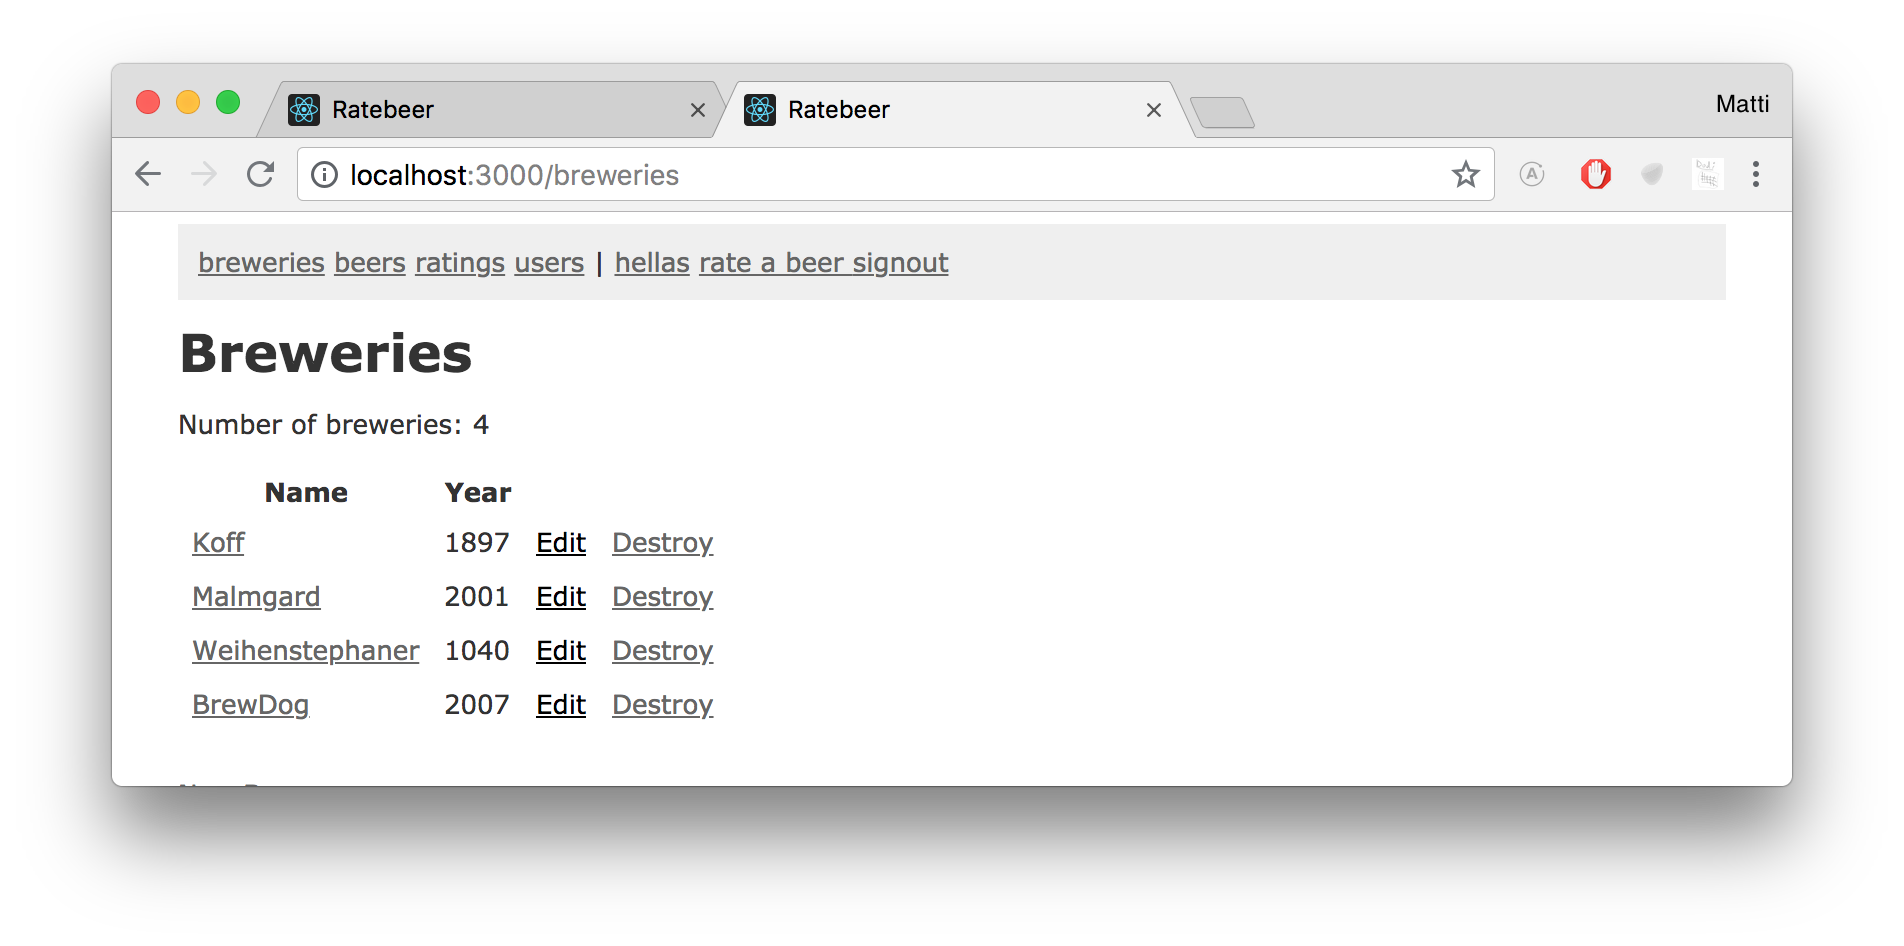 Ratebeer Ratebeer Matti
localhost:3000/breweries
breweries beers ratings users | hellas rate a beer signout
Breweries
Number of breweries: 4
Name Year
Koff 1897 Edit Destroy
Malmgard 2001 Edit Destroy
Weihenstephaner 1040 Edit Destroy
BrewDog 2007 Edit Destroy